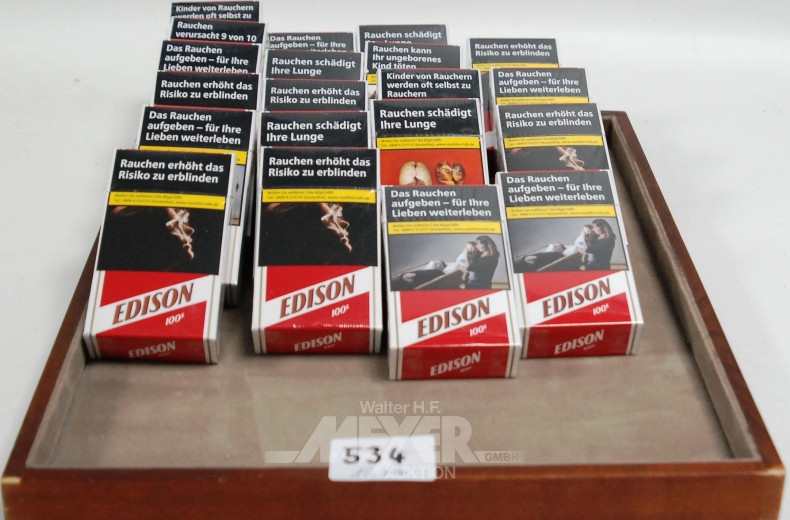 Kinder von Rauchern
werden oft selbst zu
Rauchen
verursacht 9 von 10
Das Rauchen
aufgeben – für Ihre
Lieben weiterleben
Rauchen erhöht das
Risiko zu erblinden
Das Rauchen
aufgeben – für Ihre
Lieben weiterleben
Rauchen erhöht das
Risiko zu erblinden
EDISON
100s
EDISON
Das Rauchen
aufgeben – für Ihre
Rauchen schädigt
Ihre Lunge
Rauchen erhöht das
Risiko zu erblinden
Rauchen schädigt
Ihre Lunge
Rauchen erhöht das
Risiko zu erblinden
EDISON
100s
EDISON
Rauchen schädigt
Rauchen kann
Ihr ungeborenes
Kind töten
Kinder von Rauchern
werden oft selbst zu
Rauchern
Rauchen schädigt
Ihre Lunge
Das Rauchen
aufgeben – für Ihre
Lieben weiterleben
EDISON
100s
EDISON
Rauchen erhöht das
Risiko zu erblinden
Das Rauchen
aufgeben – für Ihre
Lieben weiterleben
Rauchen erhöht das
Risiko zu erblinden
Das Rauchen
aufgeben – für Ihre
Lieben weiterleben
EDISON
100s
EDISON
Walter H.F.
MEYER
GMBH
AUKTION
534